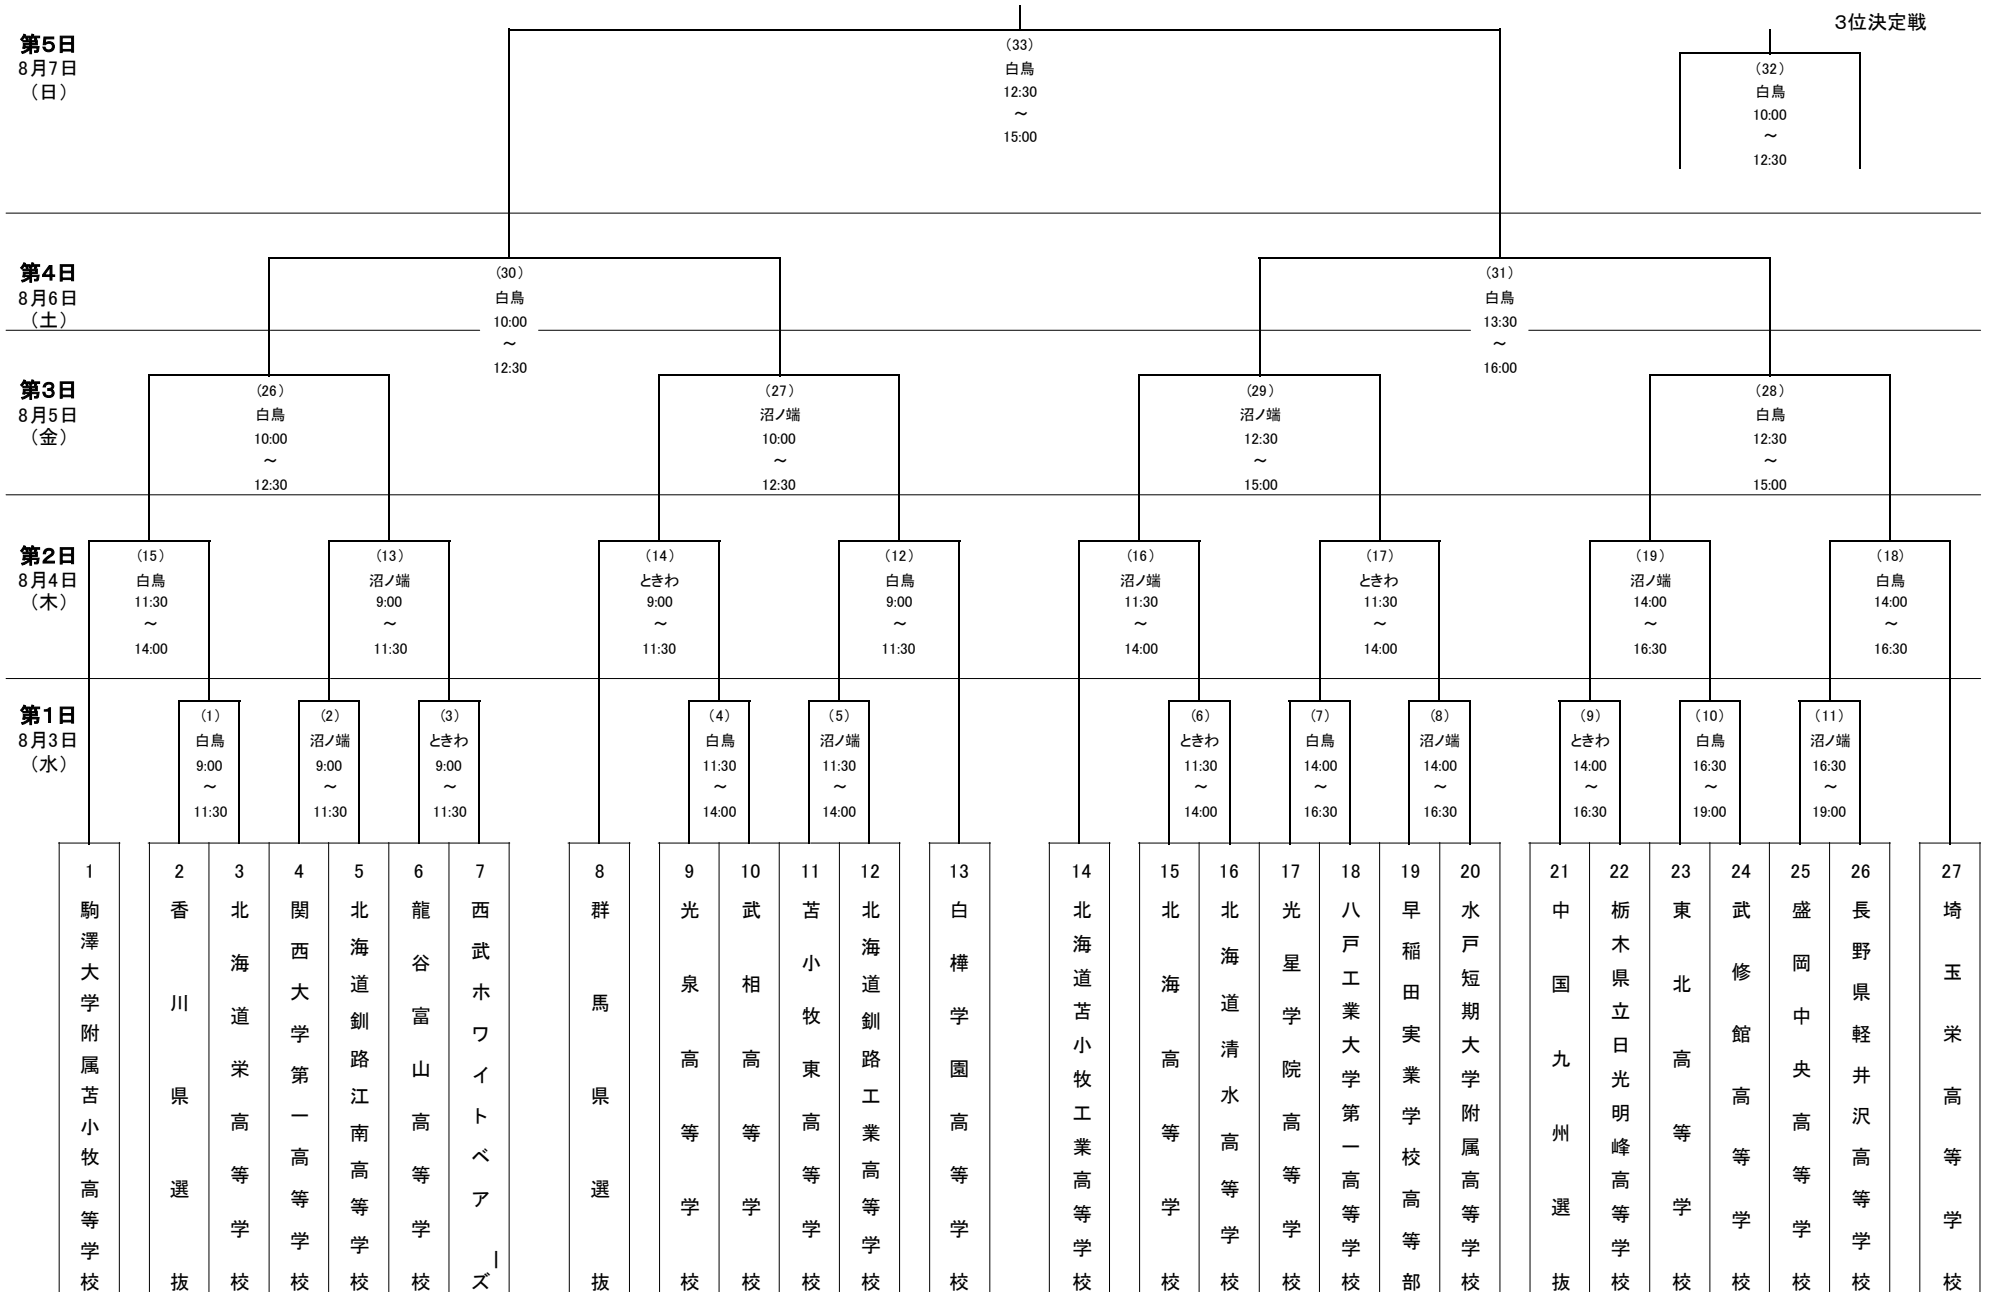 3位決定戦
第5日
8月7日
（日）
（33）
白鳥
12:30
～
15:00
（32）
白鳥
10:00
～
12:30
第4日
8月6日
（土）
（30）
白鳥
10:00
～
12:30
（31）
白鳥
13:30
～
16:00
第3日
8月5日
（金）
（26）
白鳥
10:00
～
12:30
（27）
沼ノ端
10:00
～
12:30
（29）
沼ノ端
12:30
～
15:00
（28）
白鳥
12:30
～
15:00
第2日
8月4日
（木）
（15）
白鳥
11:30
～
14:00
（13）
沼ノ端
9:00
～
11:30
（14）
ときわ
9:00
～
11:30
（12）
白鳥
9:00
～
11:30
（16）
沼ノ端
11:30
～
14:00
（17）
ときわ
11:30
～
14:00
（19）
沼ノ端
14:00
～
16:30
（18）
白鳥
14:00
～
16:30
第1日
8月3日
（水）
（1）
白鳥
9:00
～
11:30
（2）
沼ノ端
9:00
～
11:30
（3）
ときわ
9:00
～
11:30
（4）
白鳥
11:30
～
14:00
（5）
沼ノ端
11:30
～
14:00
（6）
ときわ
11:30
～
14:00
（7）
白鳥
14:00
～
16:30
（8）
沼ノ端
14:00
～
16:30
（9）
ときわ
14:00
～
16:30
（10）
白鳥
16:30
～
19:00
（11）
沼ノ端
16:30
～
19:00
1
駒澤大学附属苫小牧高等学校
2
香川県選抜
3
北海道栄高等学校
4
関西大学第一高等学校
5
北海道釧路江南高等学校
6
龍谷富山高等学校
7
西武ホワイトベアーズ
8
群馬県選抜
9
光泉高等学校
10
武相高等学校
11
苫小牧東高等学校
12
北海道釧路工業高等学校
13
白樺学園高等学校
14
北海道苫小牧工業高等学校
15
北海高等学校
16
北海道清水高等学校
17
光星学院高等学校
18
八戸工業大学第一高等学校
19
早稲田実業学校高等部
20
水戸短期大学附属高等学校
21
中国九州選抜
22
栃木県立日光明峰高等学校
23
東北高等学校
24
武修館高等学校
25
盛岡中央高等学校
26
長野県軽井沢高等学校
27
埼玉栄高等学校